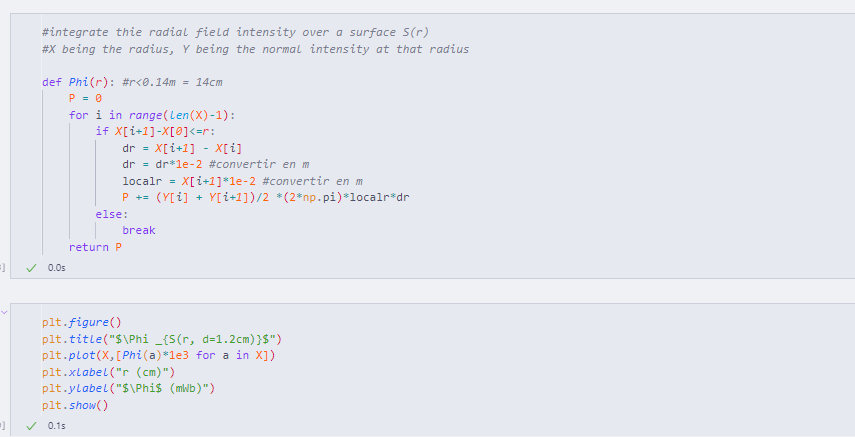 #integrate thie radial field intensity over a surface S(r)
#X being the radius, Y being the normal intensity at that radius
def Phi(r): #r<0.14m = 14cm
P = 0
for i in range(len(X)-1):
if X[i+1]-X[0]<=r:
dr = X[i+1] - X[i]
dr = dr*1e-2 #convertir en m
localr = X[i+1]*1e-2 #convertir en m
P += (Y[i] + Y[i+1])/2 *(2*np.pi)*localr*dr
else:
break
return P
0.0s
plt.figure()
plt.title("$\Phi _{S(r, d=1.2cm)}$")
plt.plot(X,[Phi(a)*1e3 for a in X])
plt.xlabel("r (cm)")
plt.ylabel("$\Phi$ (mWb)")
plt.show()
0.1s